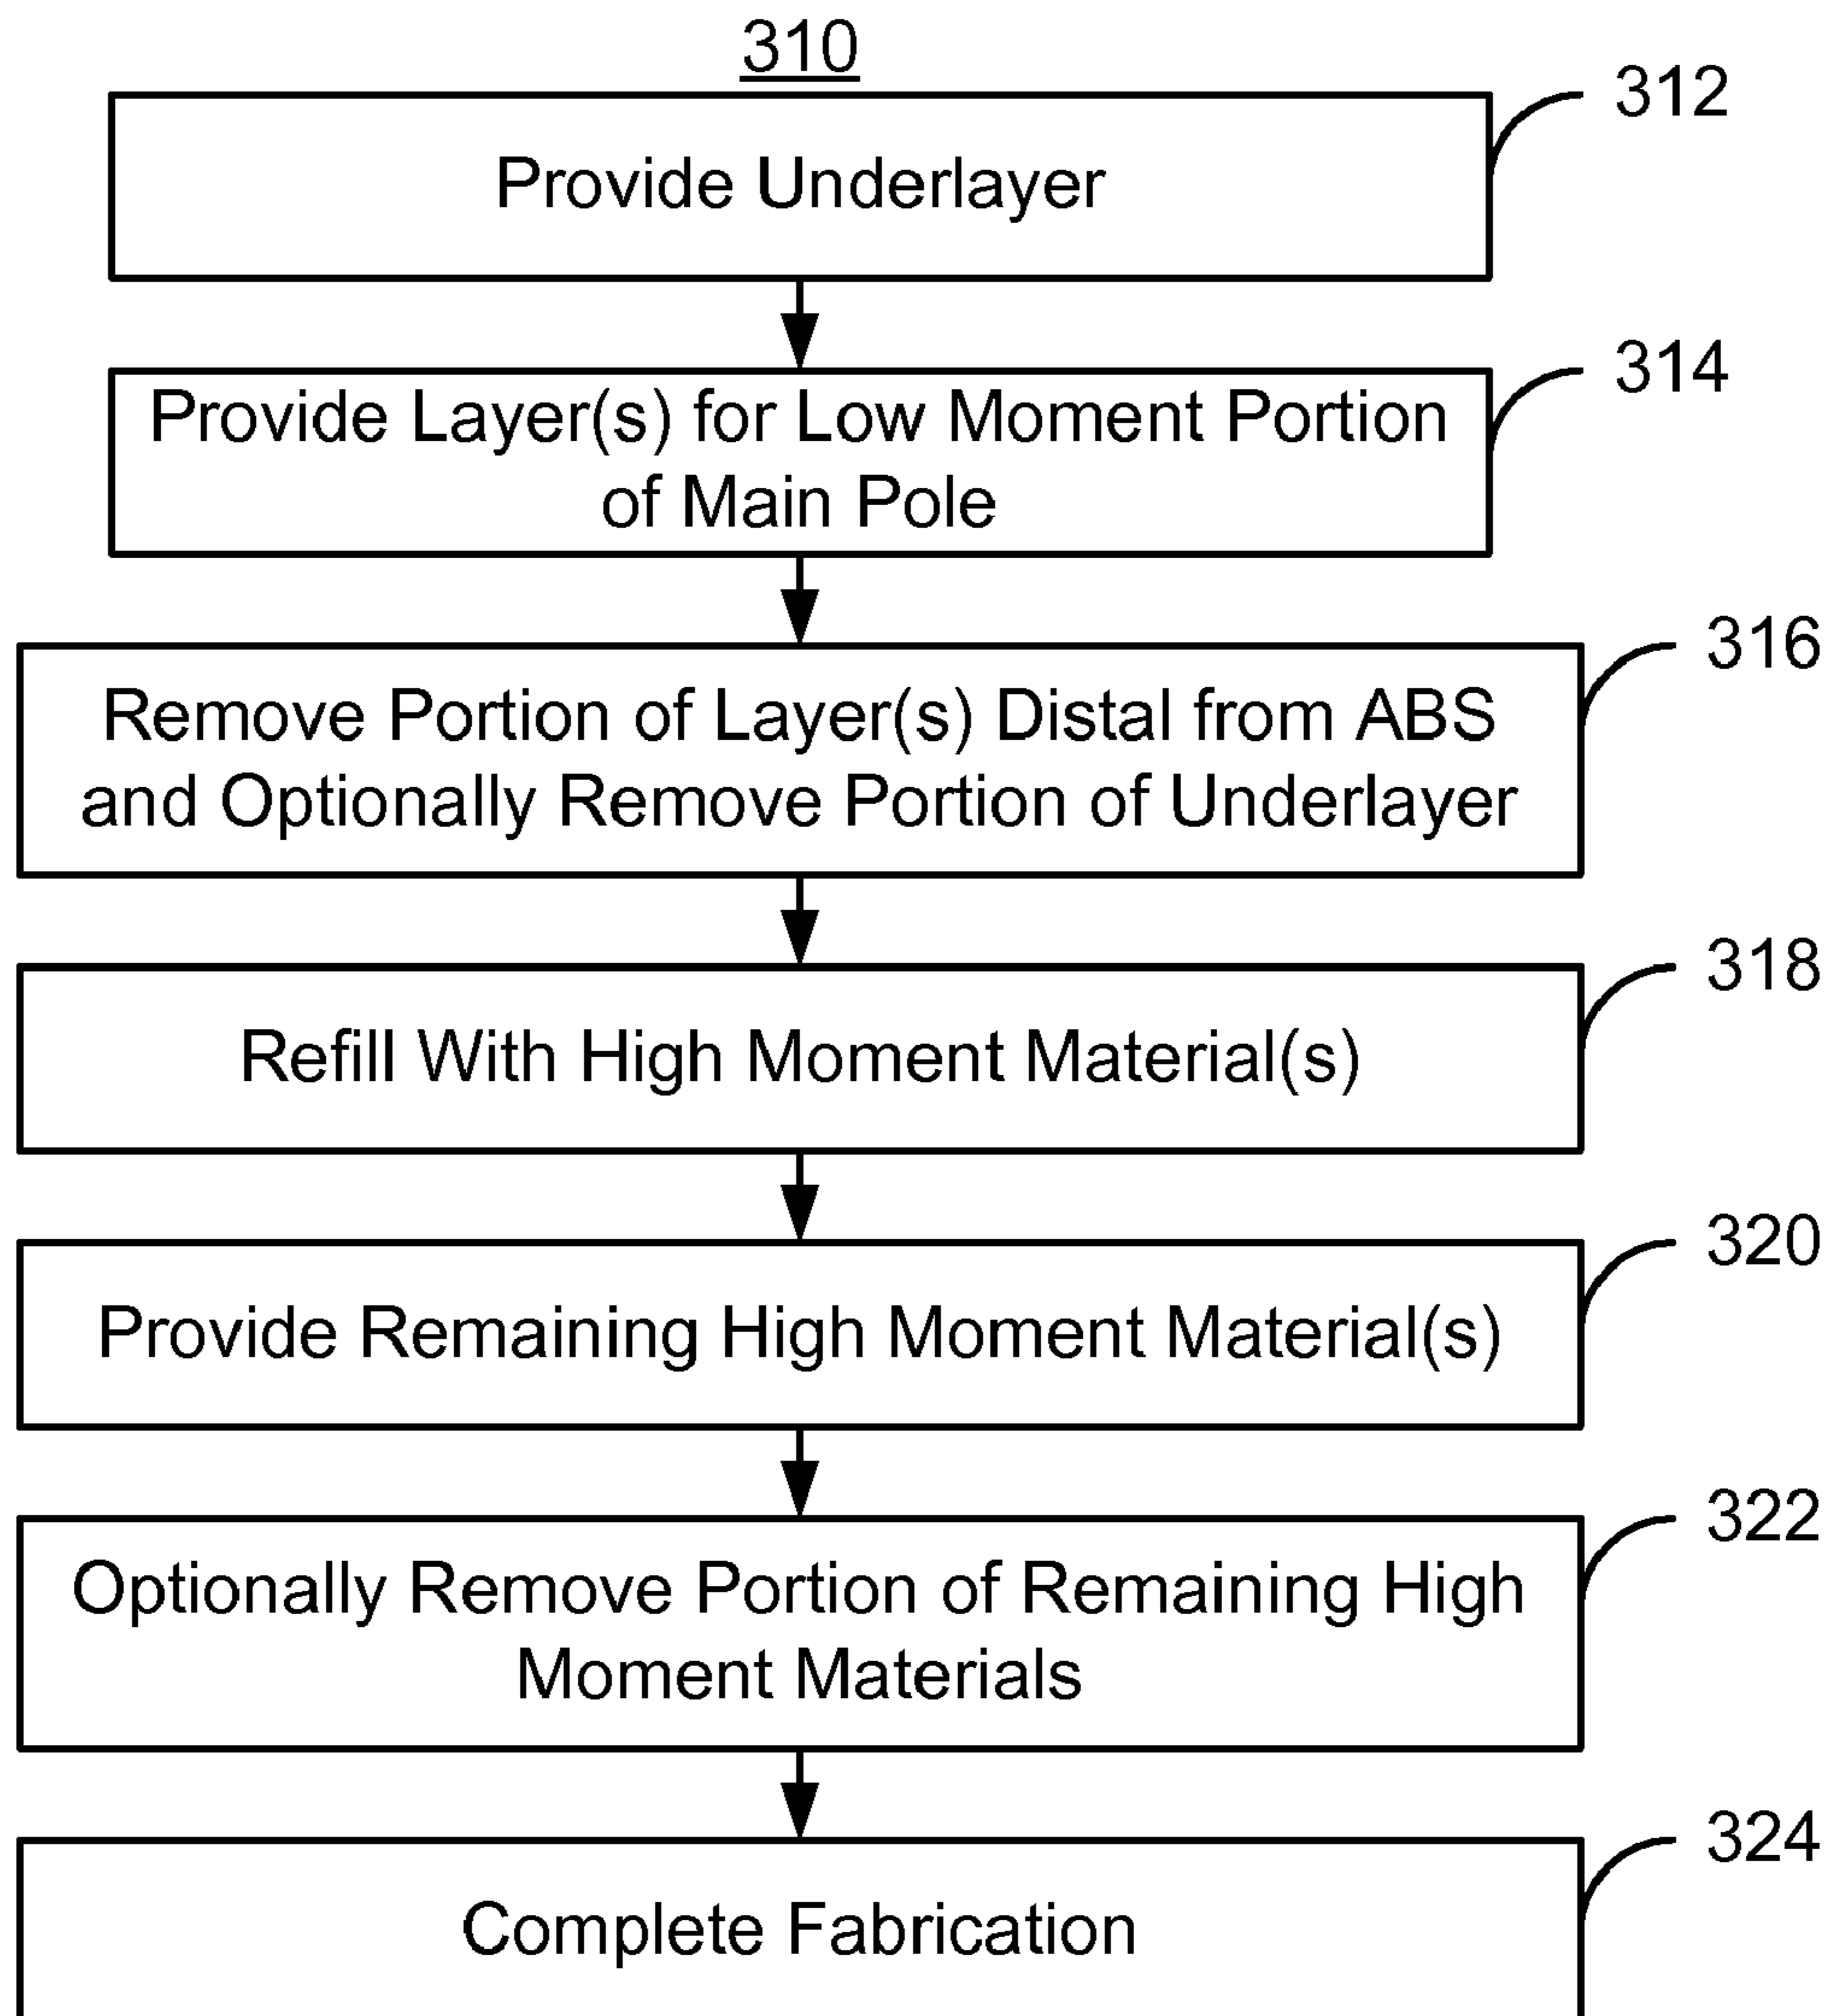 310
312
Provide Underlayer
314
Provide Layer(s) for Low Moment Portion
of Main Pole
316
Remove Portion of Layer(s) Distal from ABS
and Optionally Remove Portion of Underlayer
318
Refill With High Moment Material(s)
320
Provide Remaining High Moment Material(s)
322
Optionally Remove Portion of Remaining High
Moment Materials
324
Complete Fabrication